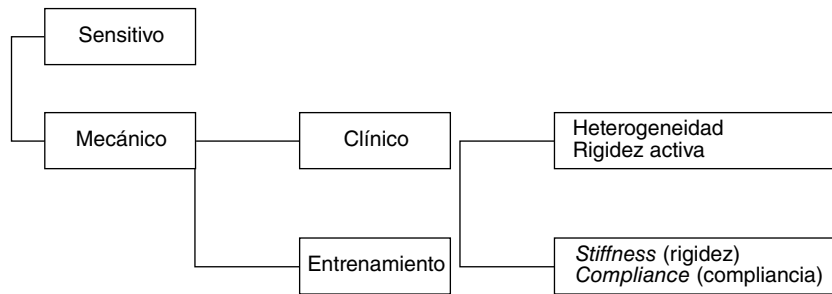 Sensitivo
Mecánico
Clínico
Heterogeneidad
Rigidez activa
Entrenamiento
Stiffness (rigidez)
Compliance (compliancia)